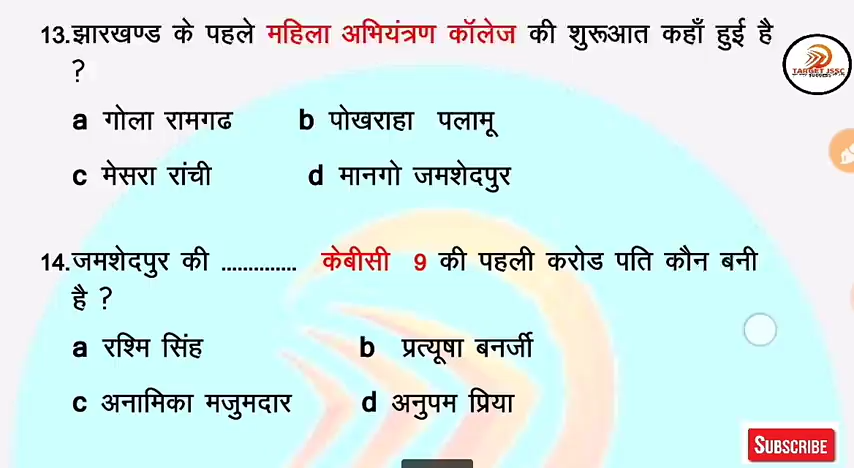 13.झारखण्ड के पहले महिला अभियंत्रण कॉलेज की शुरूआत कहाँ हुई है
?
TARGET JSSC
a गोला रामगढ b पोखराहा पलामू
c मेसरा रांची d मानगो जमशेदपुर
14.जमशेदपुर की .............. केबीसी 9 की पहली करोड पति कौन बनी
है ?
a रश्मि सिंह b प्रत्यूषा बनर्जी
c अनामिका मजुमदार d अनुपम प्रिया
SUBSCRIBE